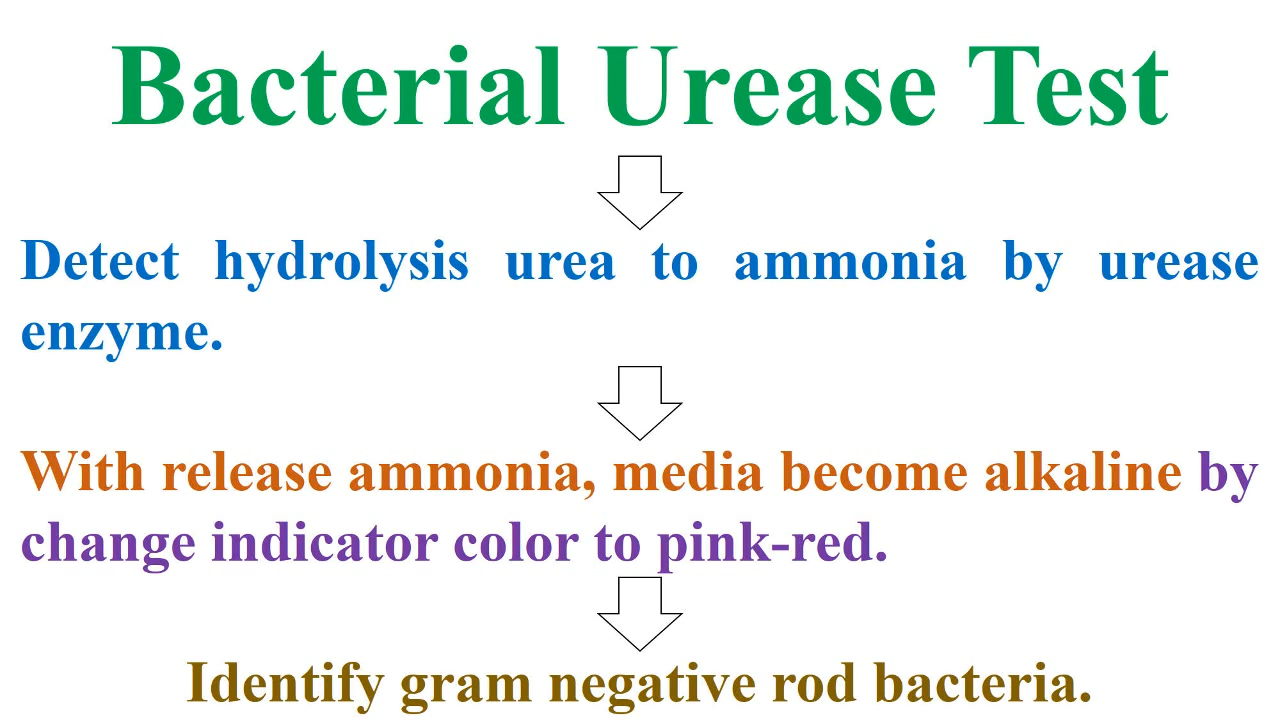 Bacterial Urease Test
Detect hydrolysis urea to ammonia by urease
enzyme.
With release ammonia, media become alkaline by
change indicator color to pink-red.
Identify gram negative rod bacteria.